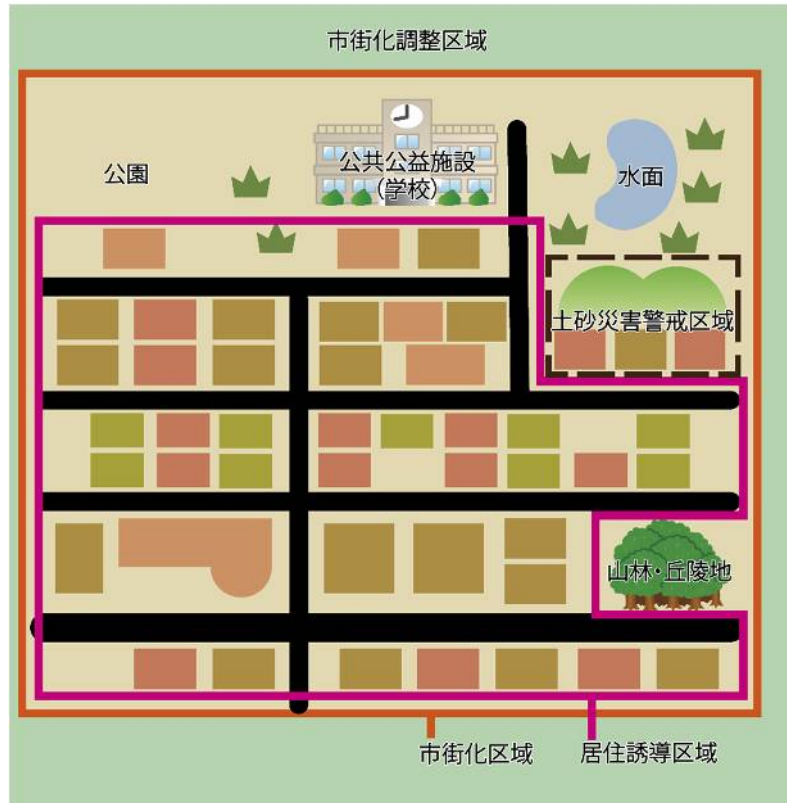 市街化調整区域
公園
公共公益施設
(学校)
水面
土砂災害警戒区域
山林・丘陵地
市街化区域
居住誘導区域